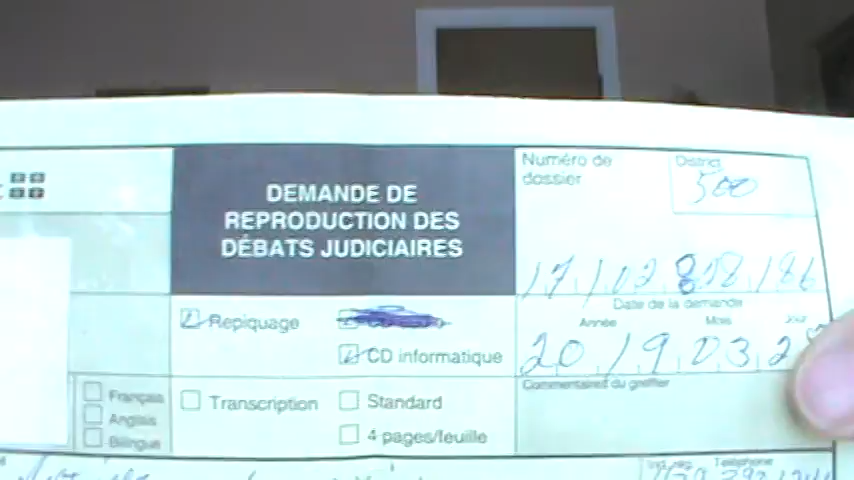 DEMANDE DE
REPRODUCTION DES
DÉBATS JUDICIAIRES
Numéro de
dossier
District
500
Date de la demande
Année Mois Jour
2019 03
Repiquage
CD informatique
Commentaires du greffier
Français
Anglais
Bilingue
Transcription
Standard
4 pages/feuille
Téléphone